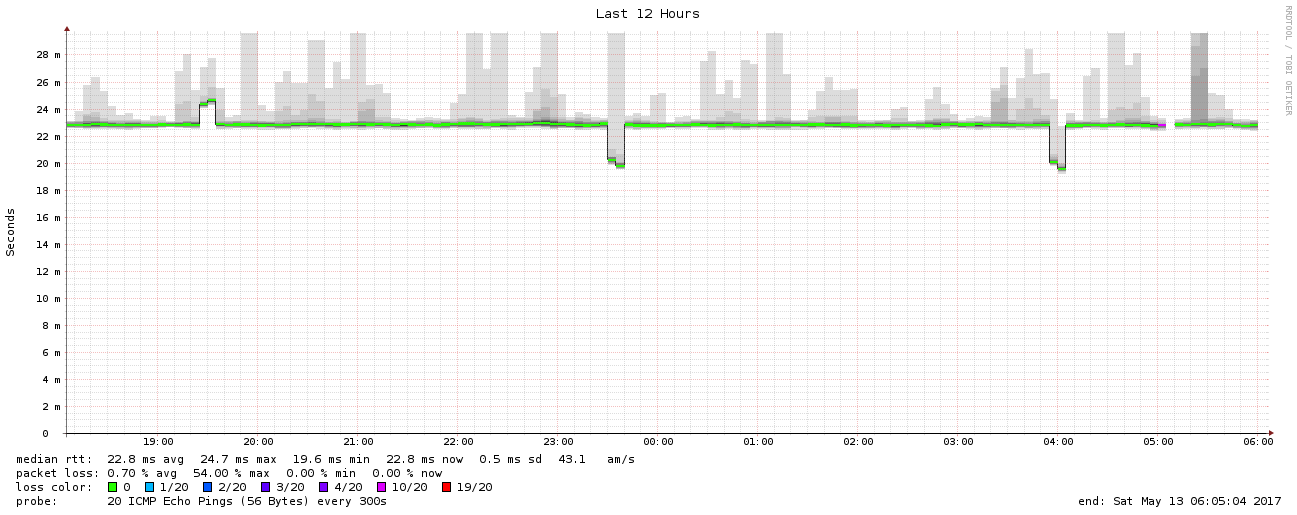 Last 12 Hours
RRDTOOL / TOBI OETIKER
Seconds
28 m
26 m
24 m
22 m
20 m
18 m
16 m
14 m
12 m
10 m
8 m
6 m
4 m
2 m
0
19:00 20:00 21:00 22:00 23:00 00:00 01:00 02:00 03:00 04:00 05:00 06:00
median rtt: 22.8 ms avg 24.7 ms max 19.6 ms min 22.8 ms now 0.5 ms sd 43.1 am/s
packet loss: 0.70 % avg 54.00 % max 0.00 % min 0.00 % now
loss color: 0 1/20 2/20 3/20 4/20 10/20 19/20
probe: 20 ICMP Echo Pings (56 Bytes) every 300s end: Sat May 13 06:05:04 2017